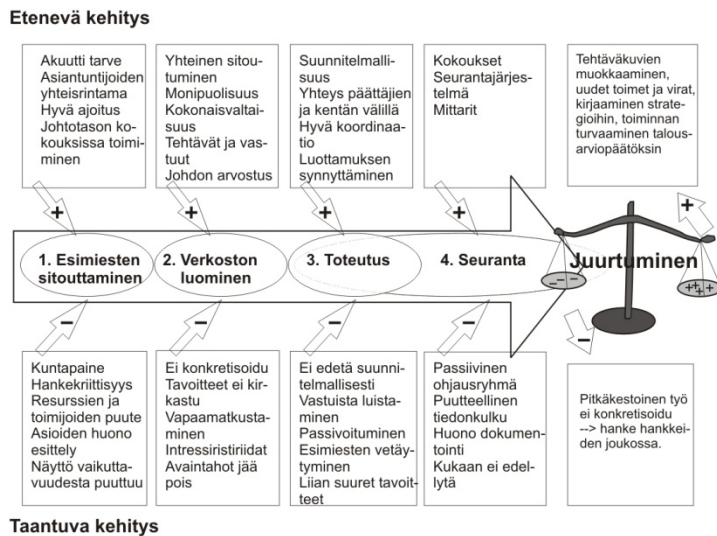 Etenevä kehitys
Akuutti tarve
Asiantuntijoiden
yhteisrintama
Hyvä ajoitus
Johtotason ko-
kouksissa toimi-
minen
Yhteinen sitou-
tuminen
Monipuolisuus
Kokonaisvaltai-
suus
Tehtävät ja vas-
tuut
Johdon arvostus
Suunnitelmalli-
suus
Yhteys päättäjien
ja kentän välillä
Hyvä koordinaa-
tio
Luottamuksen
synnyttäminen
Kokoukset
Seurantajärjes-
telmä
Mittarit
Tehtäväkuvien
muokkaaminen,
uudet toimet ja virat,
kirjaaminen strate-
gioihin, toiminnan
turvaaminen talous-
arviopäätöksin
+
+
+
+
+
1. Esimiesten
sitouttaminen
2. Verkoston
luominen
3. Toteutus
4. Seuranta
Juurtuminen
– – –
++++
–
–
–
–
–
Kuntapaine
Hankekriittisyys
Resurssien ja
toimijoiden puute
Asioiden huono
esittely
Näyttö vaikutta-
vuudesta puuttuu
Ei konkretisoidu
Tavoitteet ei kir-
kastu
Vapaamatkusta-
minen
Intressiristiriidat
Avaintahot jää
pois
Ei edetä suunni-
telmallisesti
Vastuista luista-
minen
Passivoituminen
Esimiesten vetäy-
tyminen
Liian suuret tavoit-
teet
Passiivinen
ohjausryhmä
Puutteellinen
tiedonkulku
Huono dokumen-
tointi
Kukaan ei edel-
lytä
Pitkäkestoinen työ
ei konkretisoidu
--> hanke hankkei-
den joukossa.
Taantuva kehitys